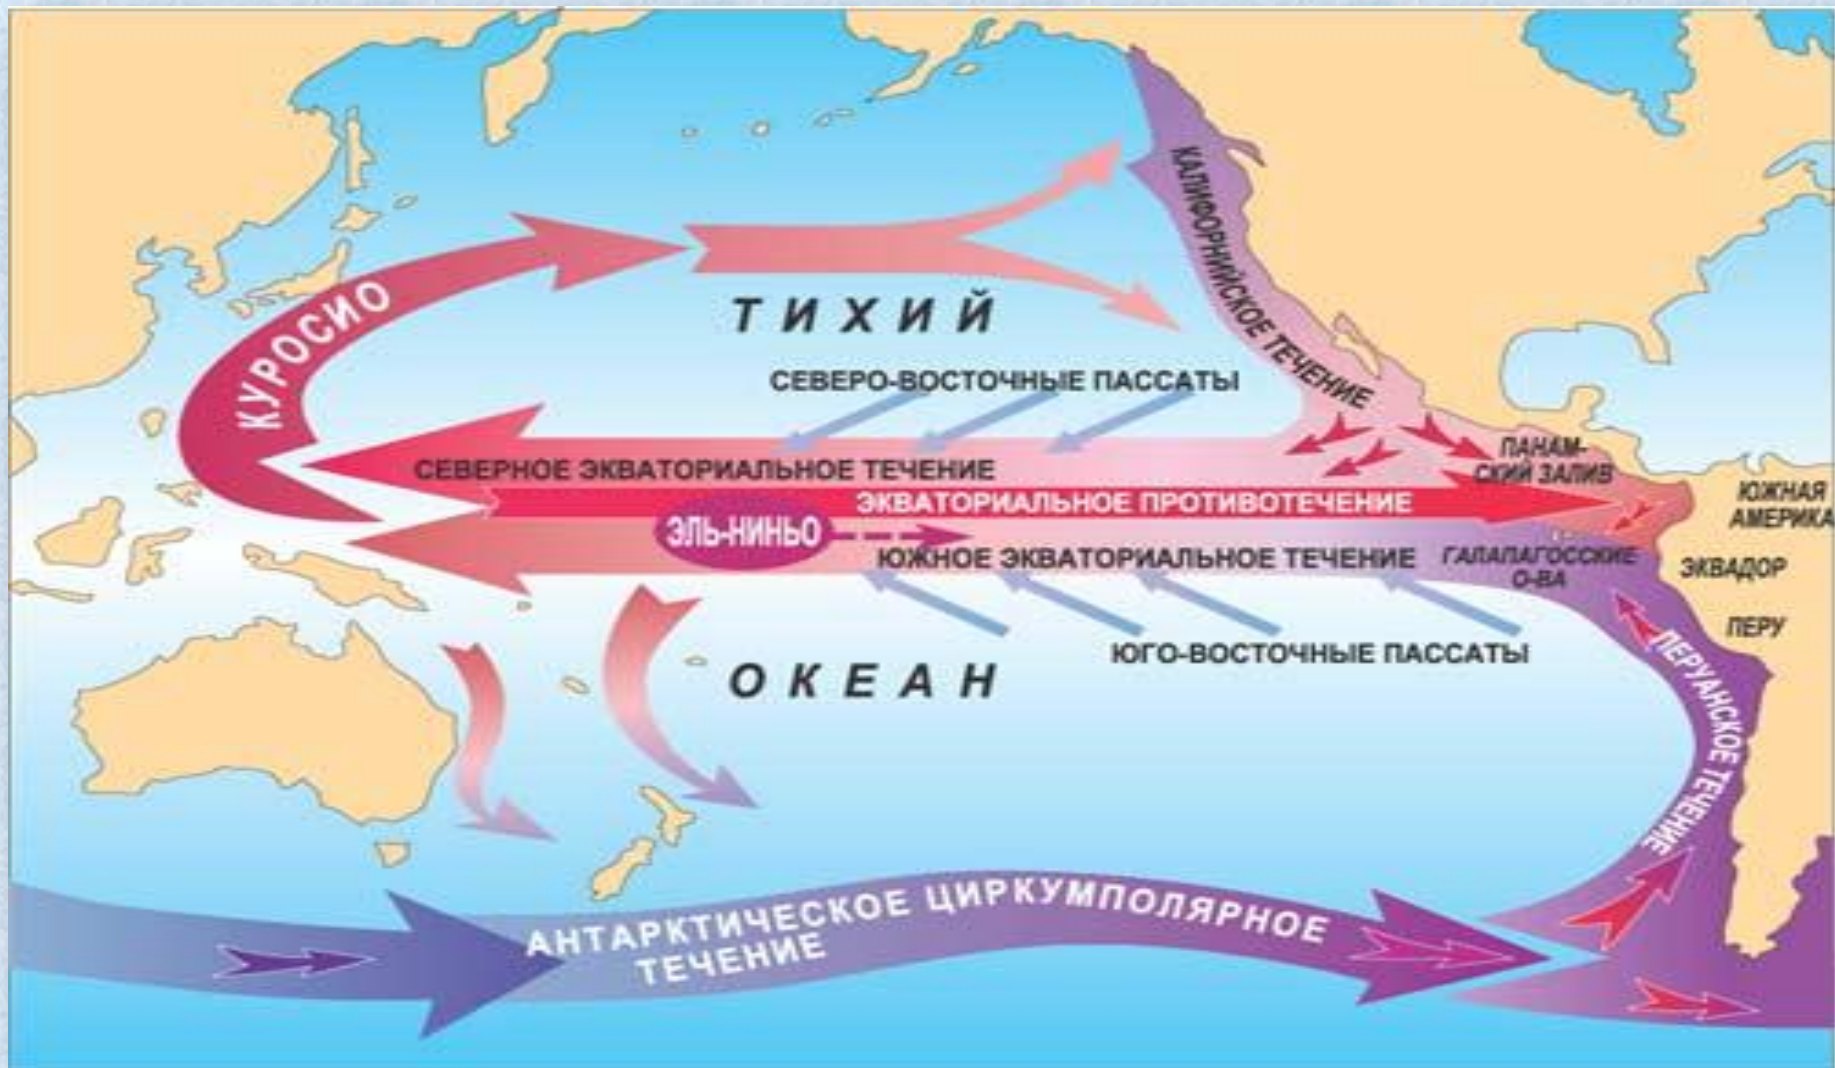 КАЛИФОРНИЙСКОЕ ТЕЧЕНИЕ
КУРОСИО
ТИХИЙ
СЕВЕРО-ВОСТОЧНЫЕ ПАССАТЫ
СЕВЕРНОЕ ЭКВАТОРИАЛЬНОЕ ТЕЧЕНИЕ
ПАНАМ-
СКИЙ ЗАЛИВ
ЭКВАТОРИАЛЬНОЕ ПРОТИВОТЕЧЕНИЕ
ЮЖНАЯ
АМЕРИКА
ЭЛЬ-НИНЬО
ЮЖНОЕ ЭКВАТОРИАЛЬНОЕ ТЕЧЕНИЕ
ГАЛАПАГОССКИЕ
О-ВА
ЭКВАДОР
ПЕРУ
ЮГО-ВОСТОЧНЫЕ ПАССАТЫ
ОКЕАН
ПЕРУАНСКОЕ ТЕЧЕНИЕ
АНТАРКТИЧЕСКОЕ ЦИРКУМПОЛЯРНОЕ
ТЕЧЕНИЕ